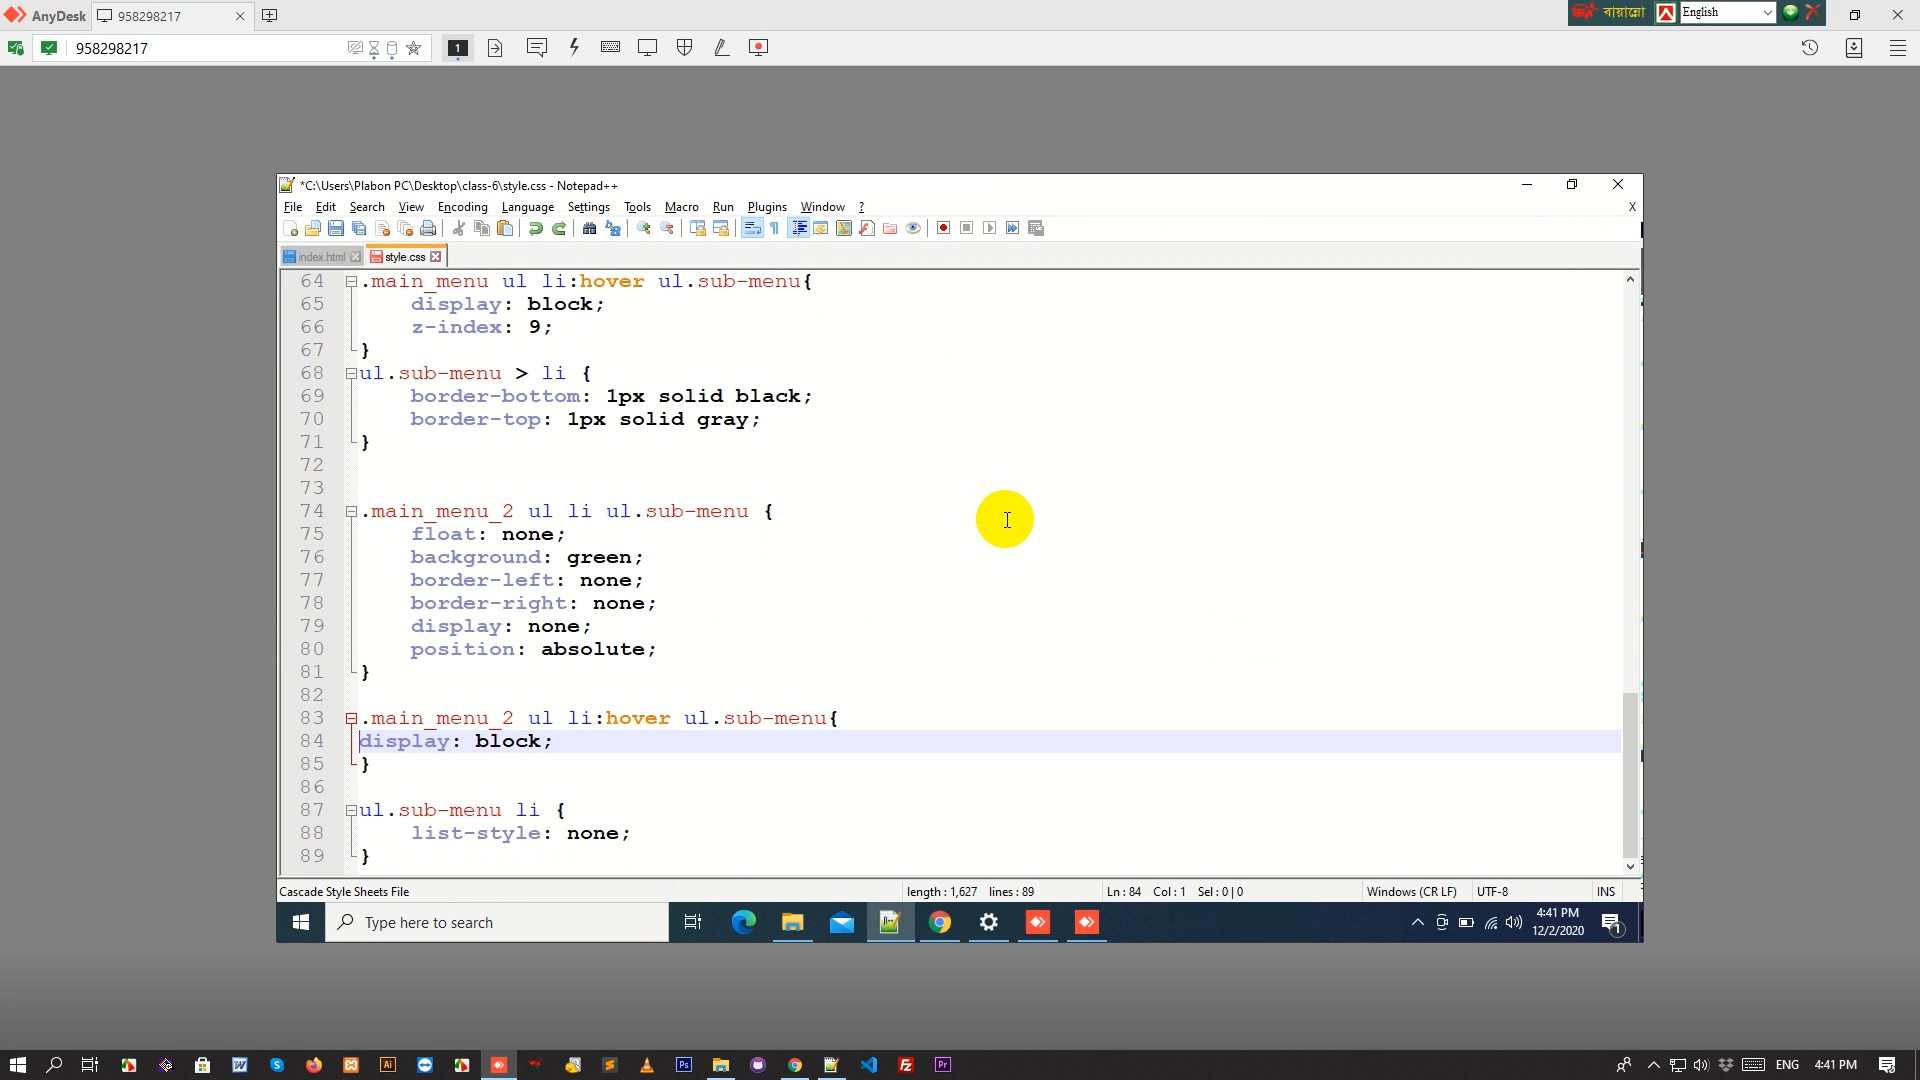 AnyDesk 958298217
বায়ান্নো English
958298217 1
*C:\Users\Plabon PC\Desktop\class-6\style.css - Notepad++
File Edit Search View Encoding Language Settings Tools Macro Run Plugins Window ? X
index.html style.css
64 .main_menu ul li:hover ul.sub-menu{
65 display: block;
66 z-index: 9;
67 }
68 ul.sub-menu > li {
69 border-bottom: 1px solid black;
70 border-top: 1px solid gray;
71 }
72
73
74 .main_menu_2 ul li ul.sub-menu {
75 float: none;
76 background: green;
77 border-left: none;
78 border-right: none;
79 display: none;
80 position: absolute;
81 }
82
83 .main_menu_2 ul li:hover ul.sub-menu{
84 display: block;
85 }
86
87 ul.sub-menu li {
88 list-style: none;
89 }
Cascade Style Sheets File length : 1,627 lines : 89 Ln : 84 Col : 1 Sel : 0 | 0 Windows (CR LF) UTF-8 INS
Type here to search 4:41 PM
12/2/2020 1
ENG 4:41 PM